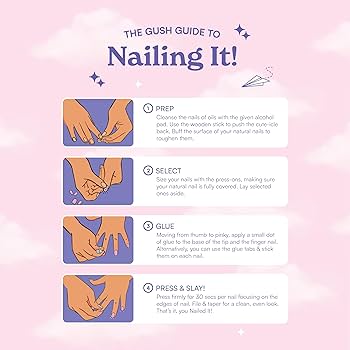 THE GUSH GUIDE TO
Nailing It!
1 PREP
Cleanse the nails of oils with the given alcohol
pad. Use the wooden stick to push the cute-icle
back. Buff the surface of your natural nails to
roughen them.
2 SELECT
Size your nails with the press-ons, making sure
your natural nail is fully covered. Lay selected
ones aside.
3 GLUE
Moving from thumb to pinky, apply a small dot
of glue to the base of the tip and the finger nail.
Alternatively, you can use the glue tabs & stick
them on each nail.
4 PRESS & SLAY!
Press firmly for 30 secs per nail focusing on the
edges of nail. File & taper for a clean, even look.
That's it, you Nailed It!